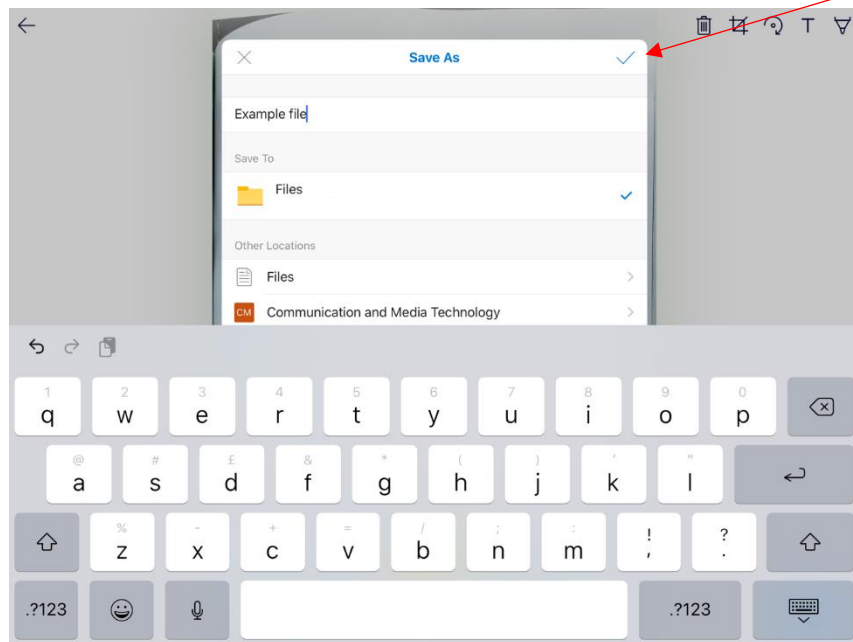 T
Save As
Example file
Save To
Files
Other Locations
Files
CM Communication and Media Technology
1 2 3 4 5 6 7 8 9 0
q w e r t y u i o p
@ # £ & * ( ) ' "
a s d f g h j k l
% - + = / ; : ! ?
z x c v b n m , .
.?123 .?123